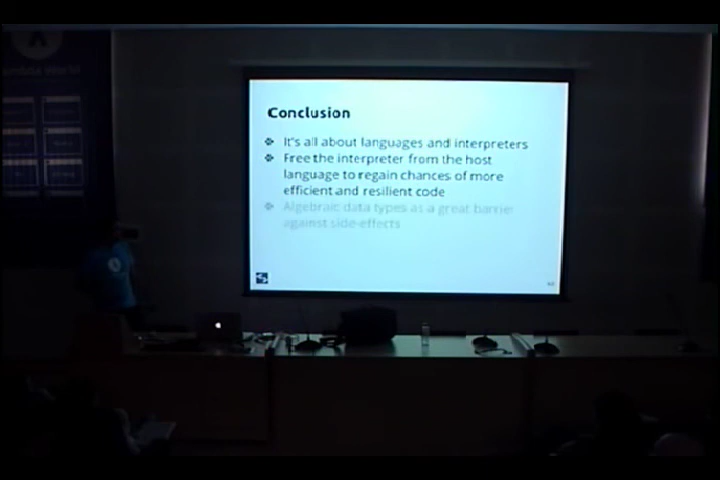 Conclusion
It's all about languages and interpreters
Free the interpreter from the host
language to regain chances of more
efficient and resilient code
Algebraic data types as a great barrier
against side-effects